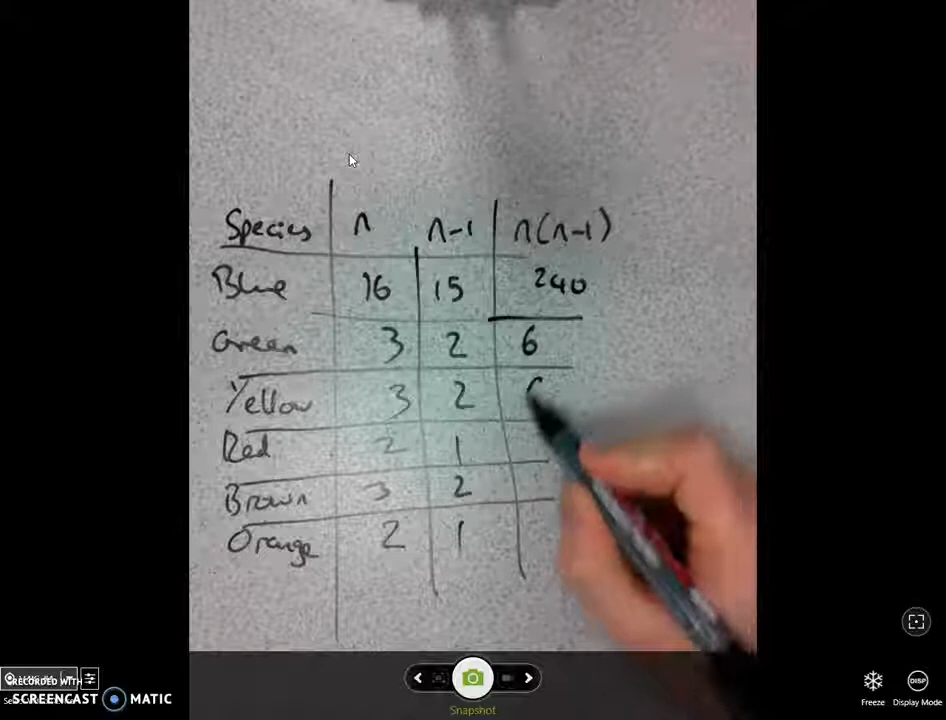 Species n n-1 n(n-1)
Blue 16 15 240
Green 3 2 6
Yellow 3 2
Red 2 1
Brown 3 2
Orange 2 1
RECORDED WITH
SCREENCAST MATIC
Snapshot
Freeze
DISP
Display Mode